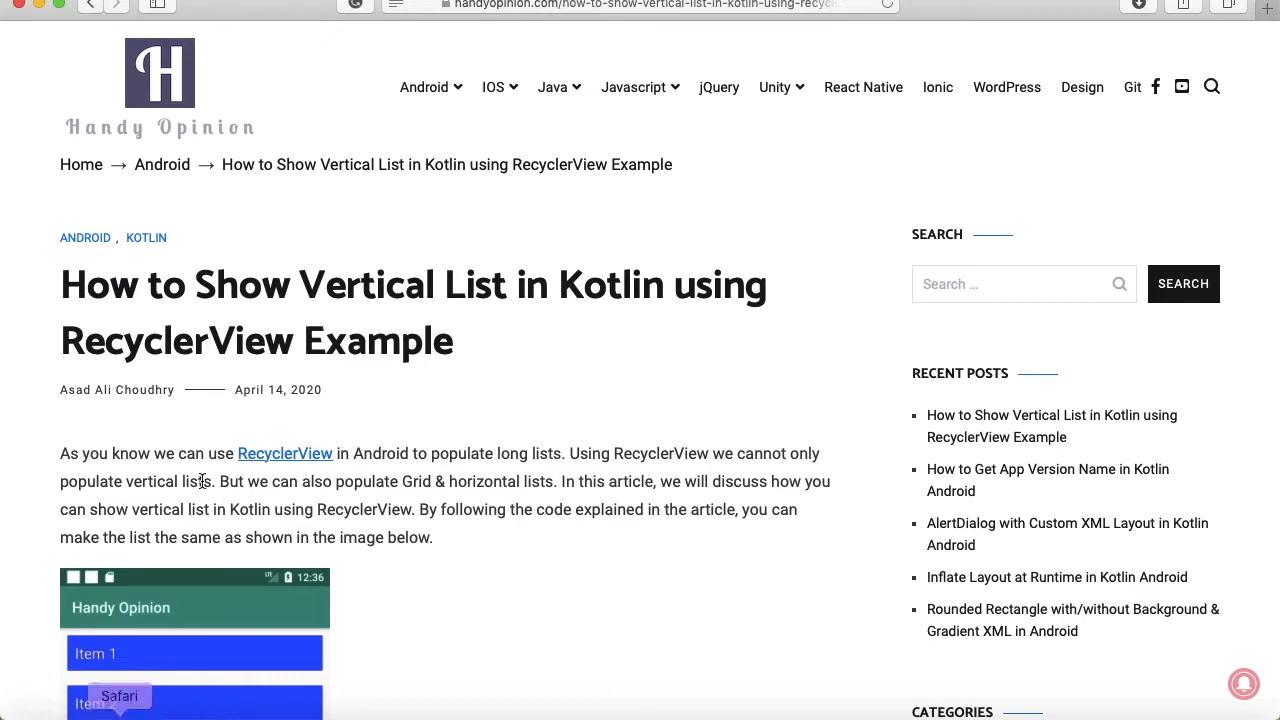 handyopinion.com/how-to-show-vertical-list-in-kotlin-using-recycl
H
Handy Opinion
Android IOS Java Javascript jQuery Unity React Native Ionic WordPress Design Git
Home → Android → How to Show Vertical List in Kotlin using RecyclerView Example
ANDROID , KOTLIN
How to Show Vertical List in Kotlin using
RecyclerView Example
Asad Ali Choudhry April 14, 2020
As you know we can use RecyclerView in Android to populate long lists. Using RecyclerView we cannot only
populate vertical lists. But we can also populate Grid & horizontal lists. In this article, we will discuss how you
can show vertical list in Kotlin using RecyclerView. By following the code explained in the article, you can
make the list the same as shown in the image below.
12:36
Handy Opinion
Item 1
Item 2
Safari
SEARCH
Search …
SEARCH
RECENT POSTS
How to Show Vertical List in Kotlin using
RecyclerView Example
How to Get App Version Name in Kotlin
Android
AlertDialog with Custom XML Layout in Kotlin
Android
Inflate Layout at Runtime in Kotlin Android
Rounded Rectangle with/without Background &
Gradient XML in Android
CATEGORIES